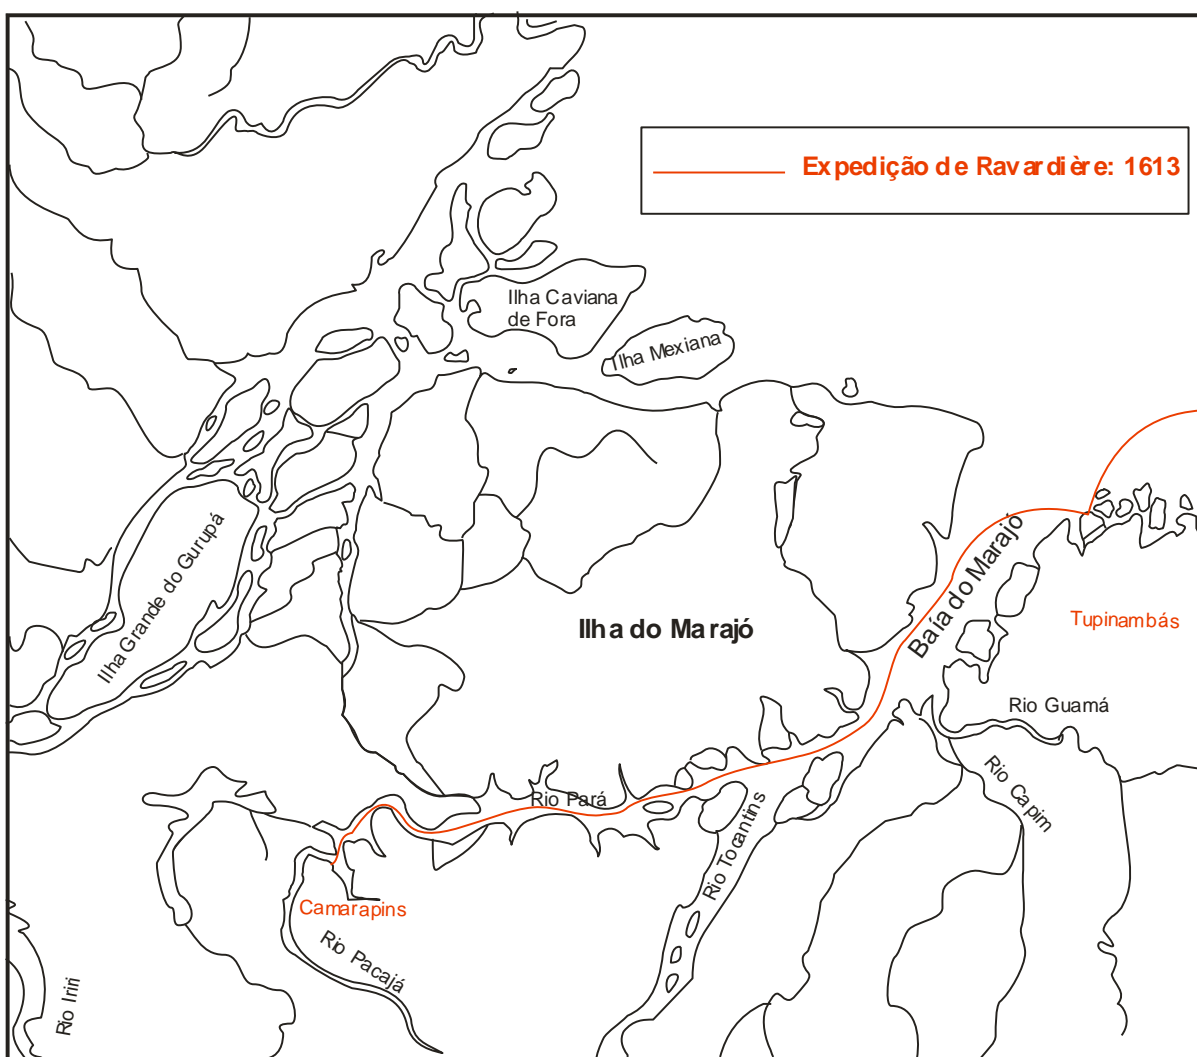 Expedição de Ravardière: 1613
Ilha Caviana
de Fora
Ilha Mexiana
Ilha Grande do Gurupá
Baía do Marajó
Ilha do Marajó
Tupinambás
Rio Guamá
Rio Capim
Rio Pará
Rio Tocantins
Camarapins
Rio Pacajá
Rio Iriri